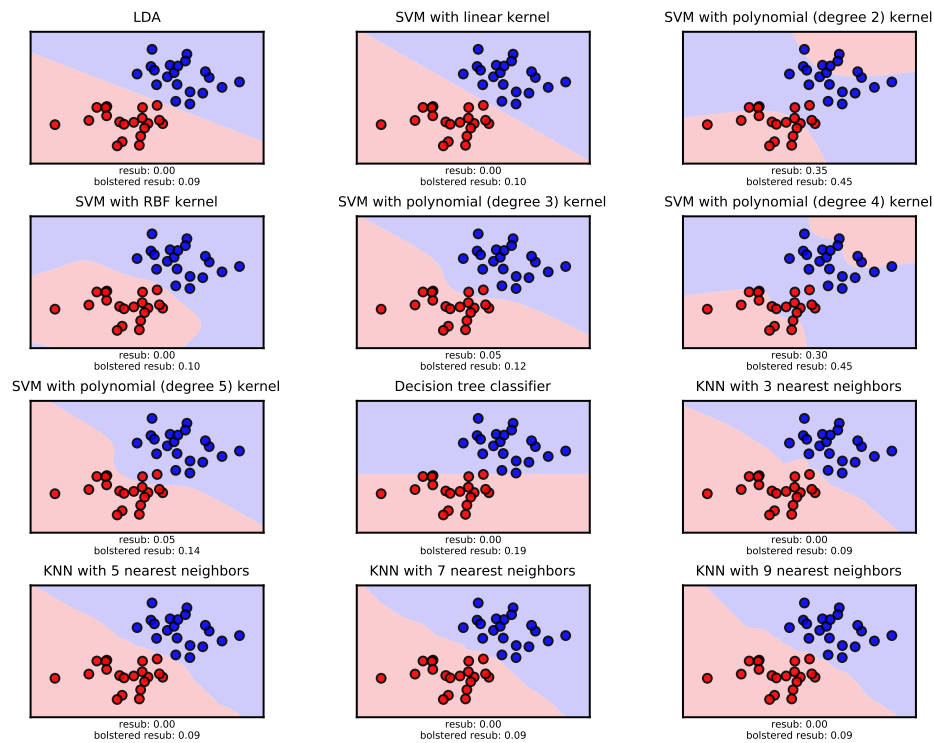 LDA
resub: 0.00
bolstered resub: 0.09
SVM with linear kernel
resub: 0.00
bolstered resub: 0.10
SVM with polynomial (degree 2) kernel
resub: 0.35
bolstered resub: 0.45
SVM with RBF kernel
resub: 0.00
bolstered resub: 0.10
SVM with polynomial (degree 3) kernel
resub: 0.05
bolstered resub: 0.12
SVM with polynomial (degree 4) kernel
resub: 0.30
bolstered resub: 0.45
SVM with polynomial (degree 5) kernel
resub: 0.05
bolstered resub: 0.14
Decision tree classifier
resub: 0.00
bolstered resub: 0.19
KNN with 3 nearest neighbors
resub: 0.00
bolstered resub: 0.09
KNN with 5 nearest neighbors
resub: 0.00
bolstered resub: 0.09
KNN with 7 nearest neighbors
resub: 0.00
bolstered resub: 0.09
KNN with 9 nearest neighbors
resub: 0.00
bolstered resub: 0.09